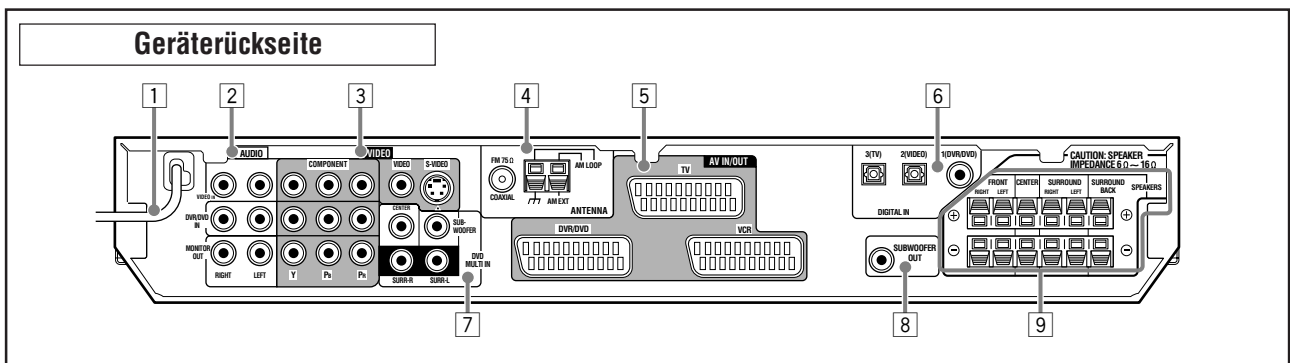 Geräterückseite
1
2
3
4
5
6
AUDIO
VIDEO
COMPONENT
VIDEO
S-VIDEO
VIDEO IN
DVR/DVD
IN
MONITOR
OUT
RIGHT
LEFT
Y
PB
PR
CENTER
SUB-
WOOFER
DVD
MULTI IN
SURR-R
SURR-L
FM 75Ω
COAXIAL
AM LOOP
AM EXT
ANTENNA
AV IN/OUT
TV
DVR/DVD
VCR
3(TV)
2(VIDEO)
1(DVR/DVD)
DIGITAL IN
SUBWOOFER
OUT
CAUTION: SPEAKER
IMPEDANCE 6 Ω ~ 16 Ω
FRONT
CENTER
SURROUND
SURROUND
BACK
SPEAKERS
RIGHT
LEFT
RIGHT
LEFT
+
+
−
−
7
8
9